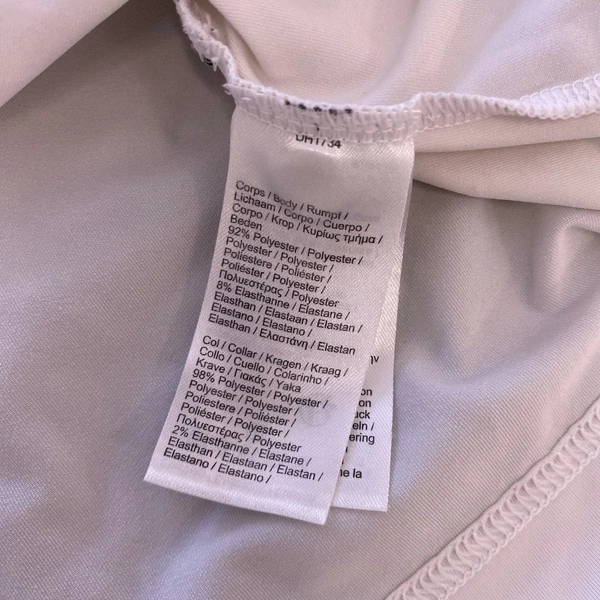 DH1734
Corps / Body / Rumpf /
Lichaam / Corpo / Cuerpo /
Corpo / Krop / Κυρίως τμήμα /
Beden
92% Polyester / Polyester /
Polyester / Polyester /
Poliestere / Poliéster /
Poliéster / Polyester /
Πολυεστέρας / Polyester
8% Elasthanne / Elastane /
Elasthan / Elastaan / Elastan /
Elastano / Elastano /
Elasthan / Ελαστάνη / Elastan
Col / Collar / Kragen / Kraag /
Collo / Cuello / Colarinho /
Krave / Γιακάς / Yaka
98% Polyester / Polyester /
Polyester / Polyester /
Poliestere / Poliéster /
Poliéster / Polyester /
Πολυεστέρας / Polyester
2% Elasthanne / Elastane /
Elasthan / Elastaan / Elastan /
Elastano / Elastano /
la